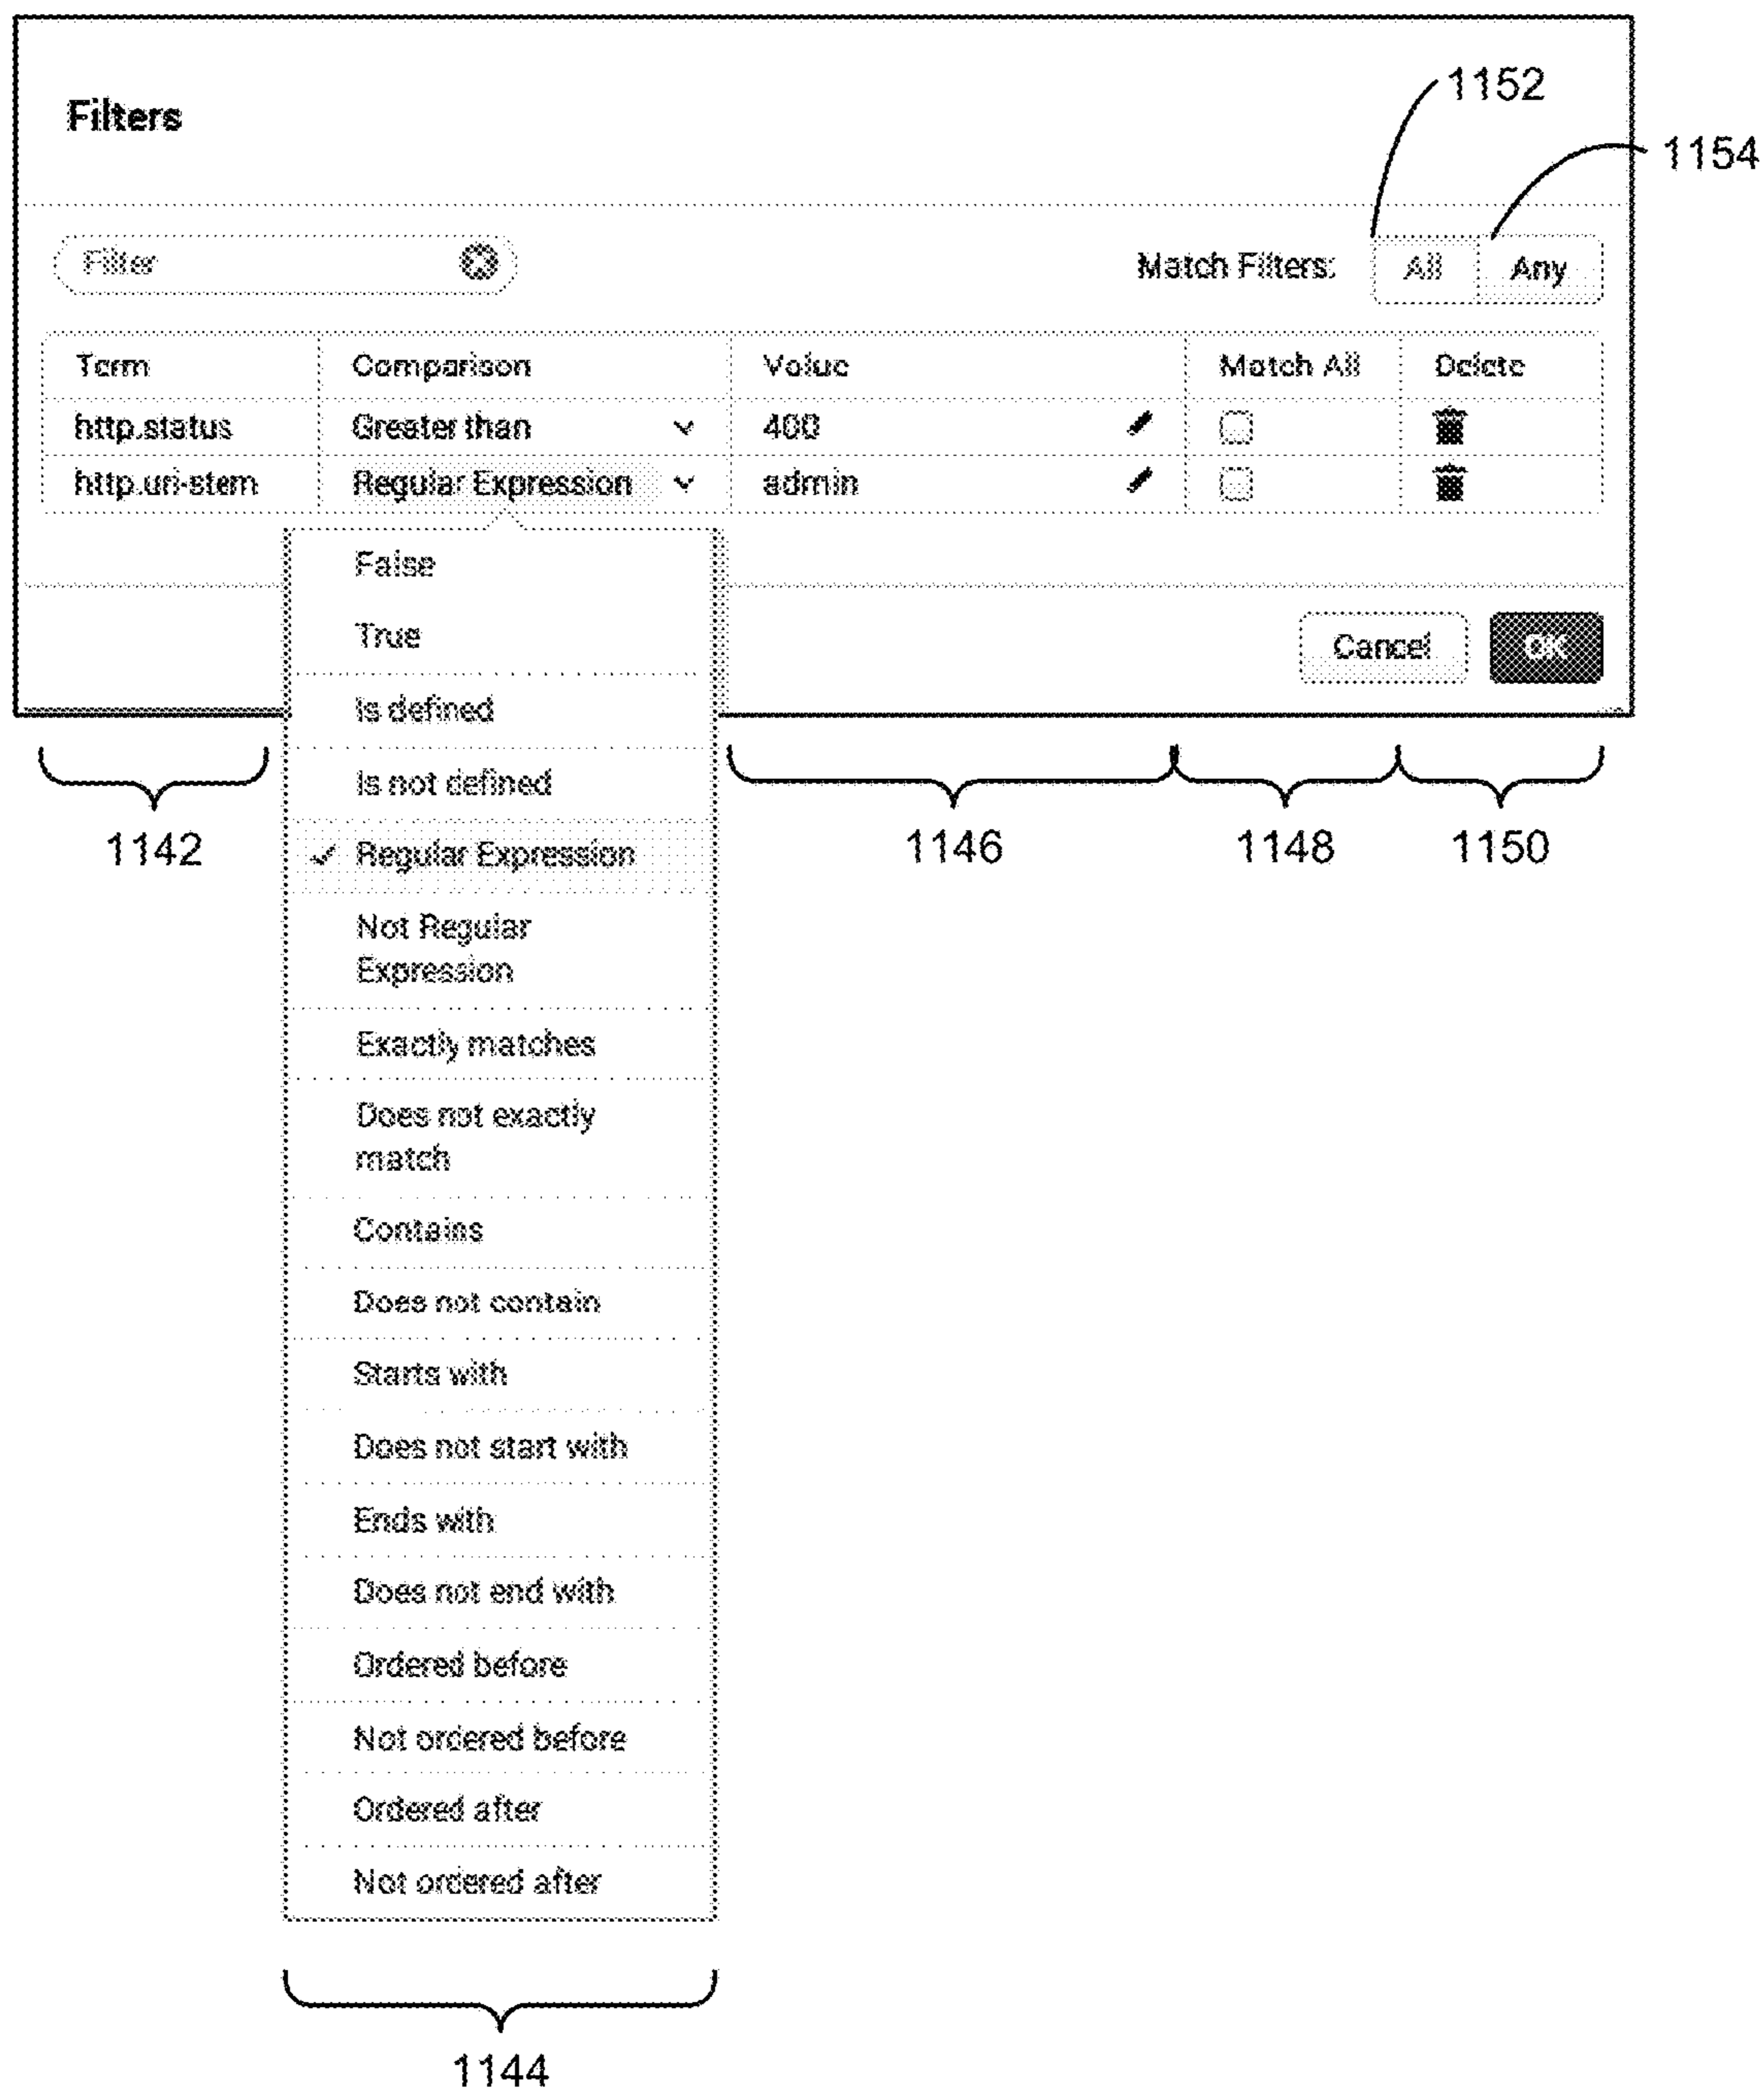 1152
Filters
1154
Filter
Match Filters: All Any
Term Comparison Value Match All Delete
http.status Greater than 400
http.uri-stem Regular Expression admin
False
True
Cancel OK
Is defined
Is not defined
1142 1146 1148 1150
Regular Expression
Not Regular
Expression
Exactly matches
Does not exactly
match
Contains
Does not contain
Starts with
Does not start with
Ends with
Does not end with
Ordered before
Not ordered before
Ordered after
Not ordered after
1144